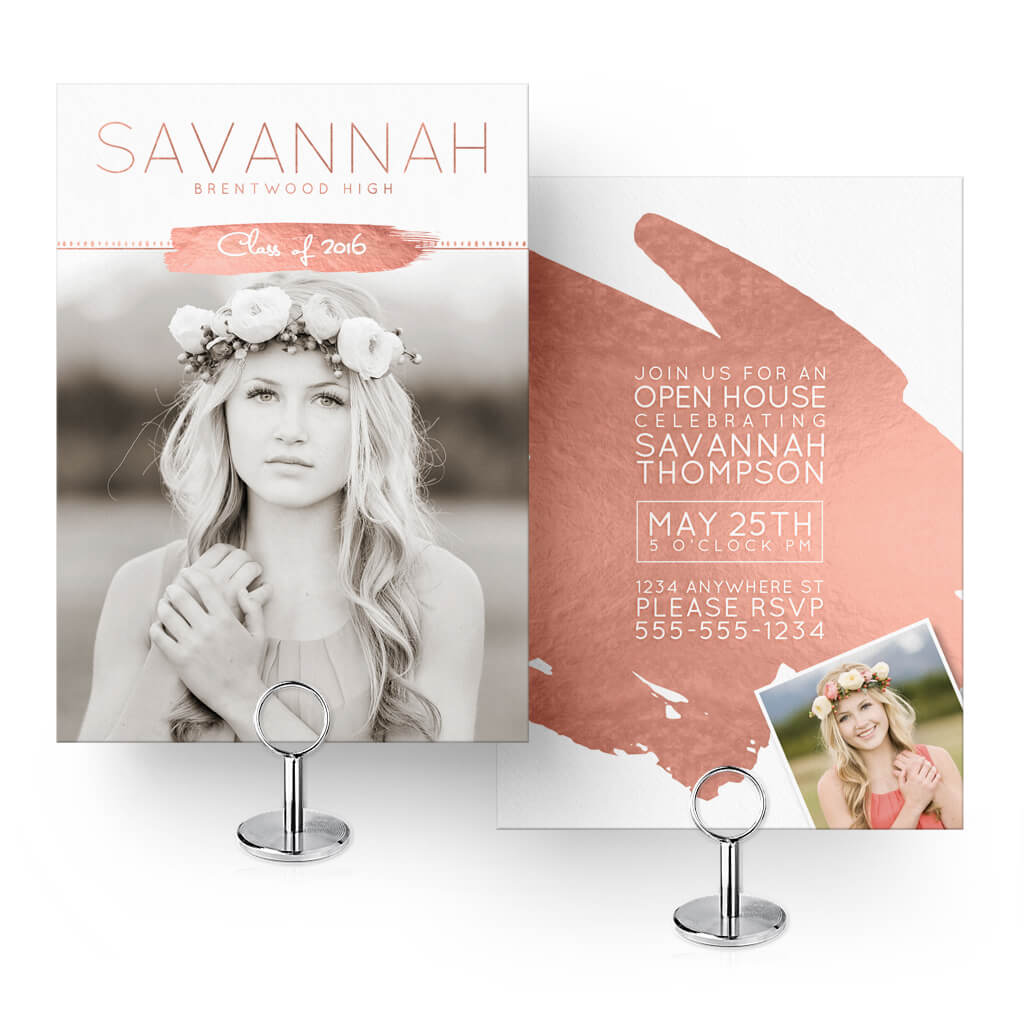 SAVANNAH
BRENTWOOD HIGH
Class of 2016
JOIN US FOR AN
OPEN HOUSE
CELEBRATING
SAVANNAH
THOMPSON
MAY 25TH
5 O'CLOCK PM
1234 ANYWHERE ST
PLEASE RSVP
555-555-1234